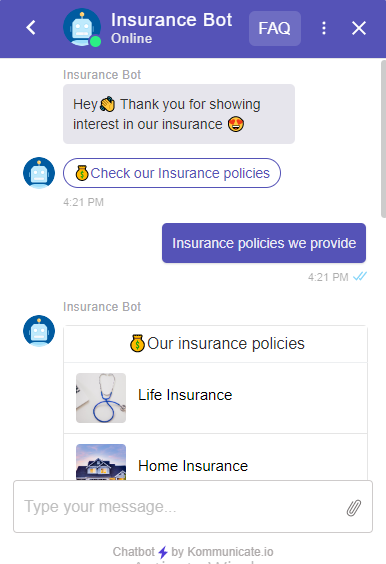 Insurance Bot
Online
FAQ
Insurance Bot
Hey👋 Thank you for showing
interest in our insurance 😍
💰Check our Insurance policies
4:21 PM
Insurance policies we provide
4:21 PM
Insurance Bot
💰Our insurance policies
Life Insurance
Home Insurance
Type your message...
Chatbot⚡by Kommunicate.io